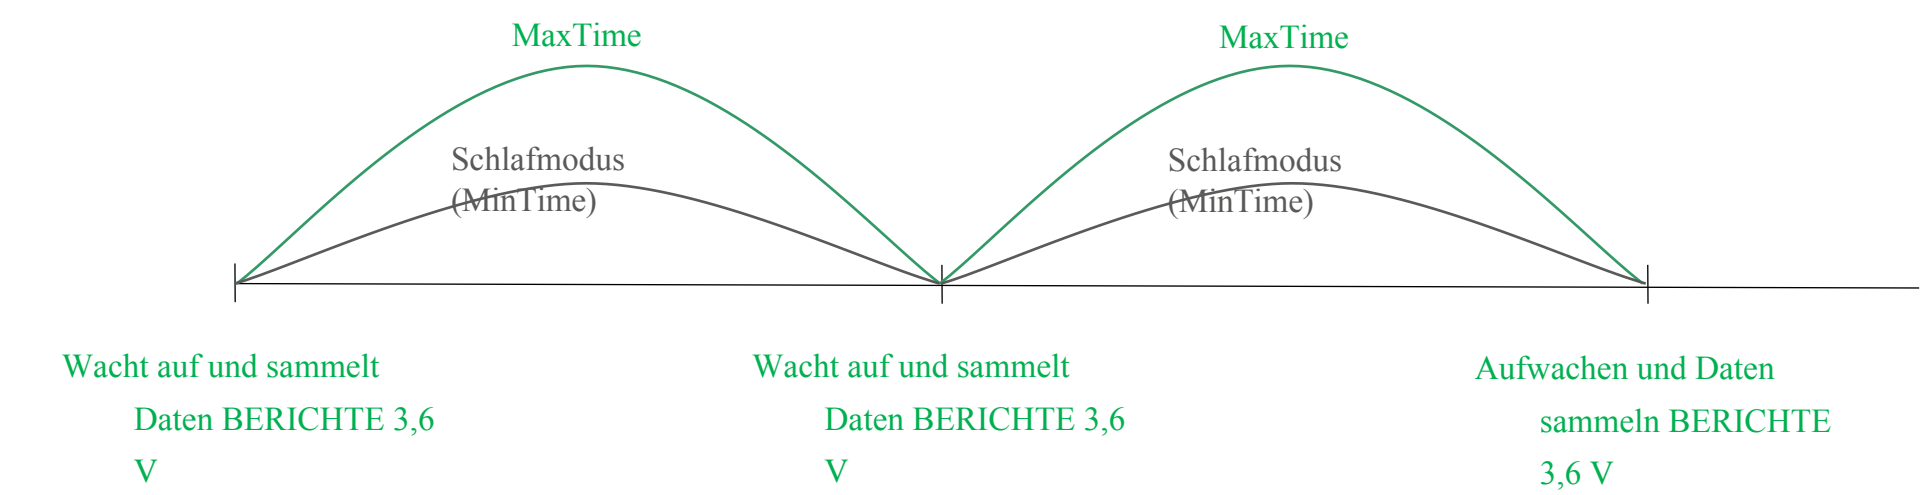 MaxTime
MaxTime
Schlafmodus
(MinTime)
Schlafmodus
(MinTime)
Wacht auf und sammelt
Daten BERICHTE 3,6
V
Wacht auf und sammelt
Daten BERICHTE 3,6
V
Aufwachen und Daten
sammeln BERICHTE
3,6 V